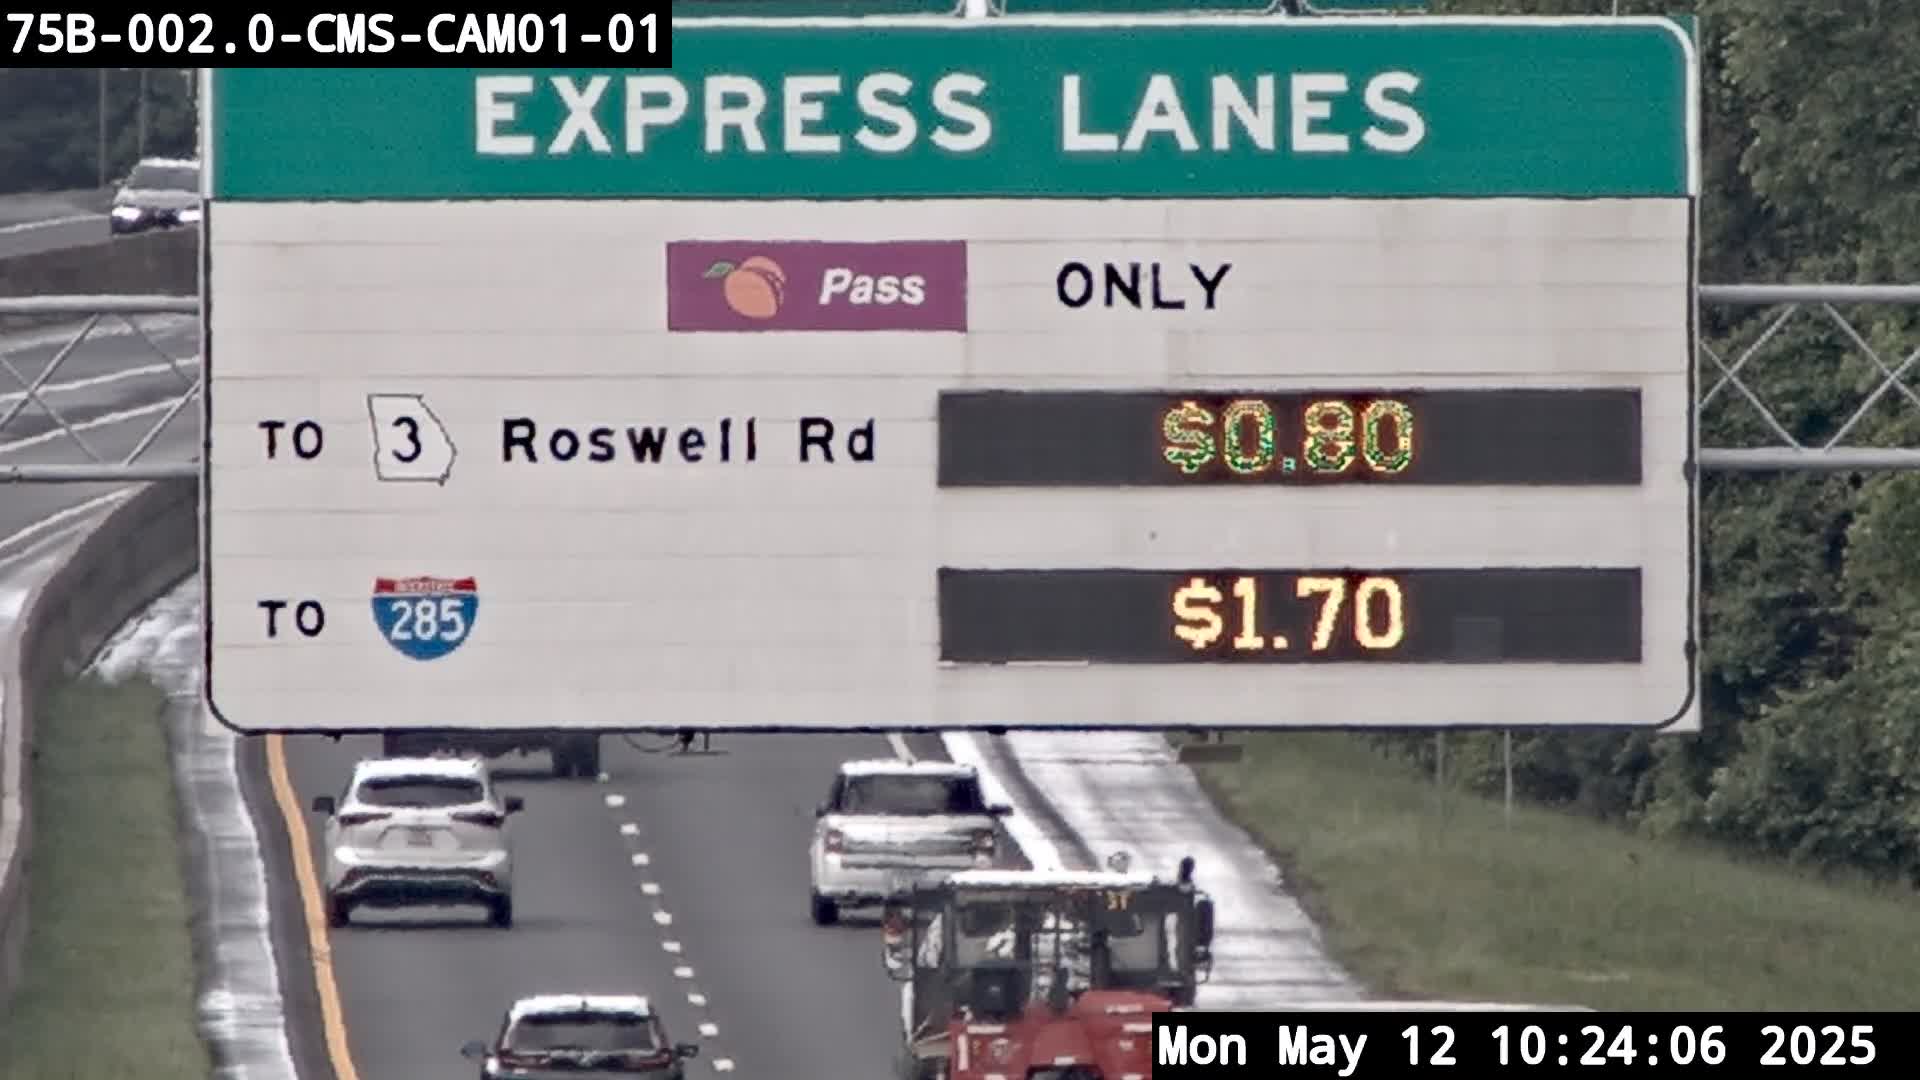 75B-002.0-CMS-CAM01-01
EXPRESS LANES
Pass ONLY
TO 3 Roswell Rd $0.80
TO INTERSTATE 285 $1.70
Mon May 12 10:24:06 2025